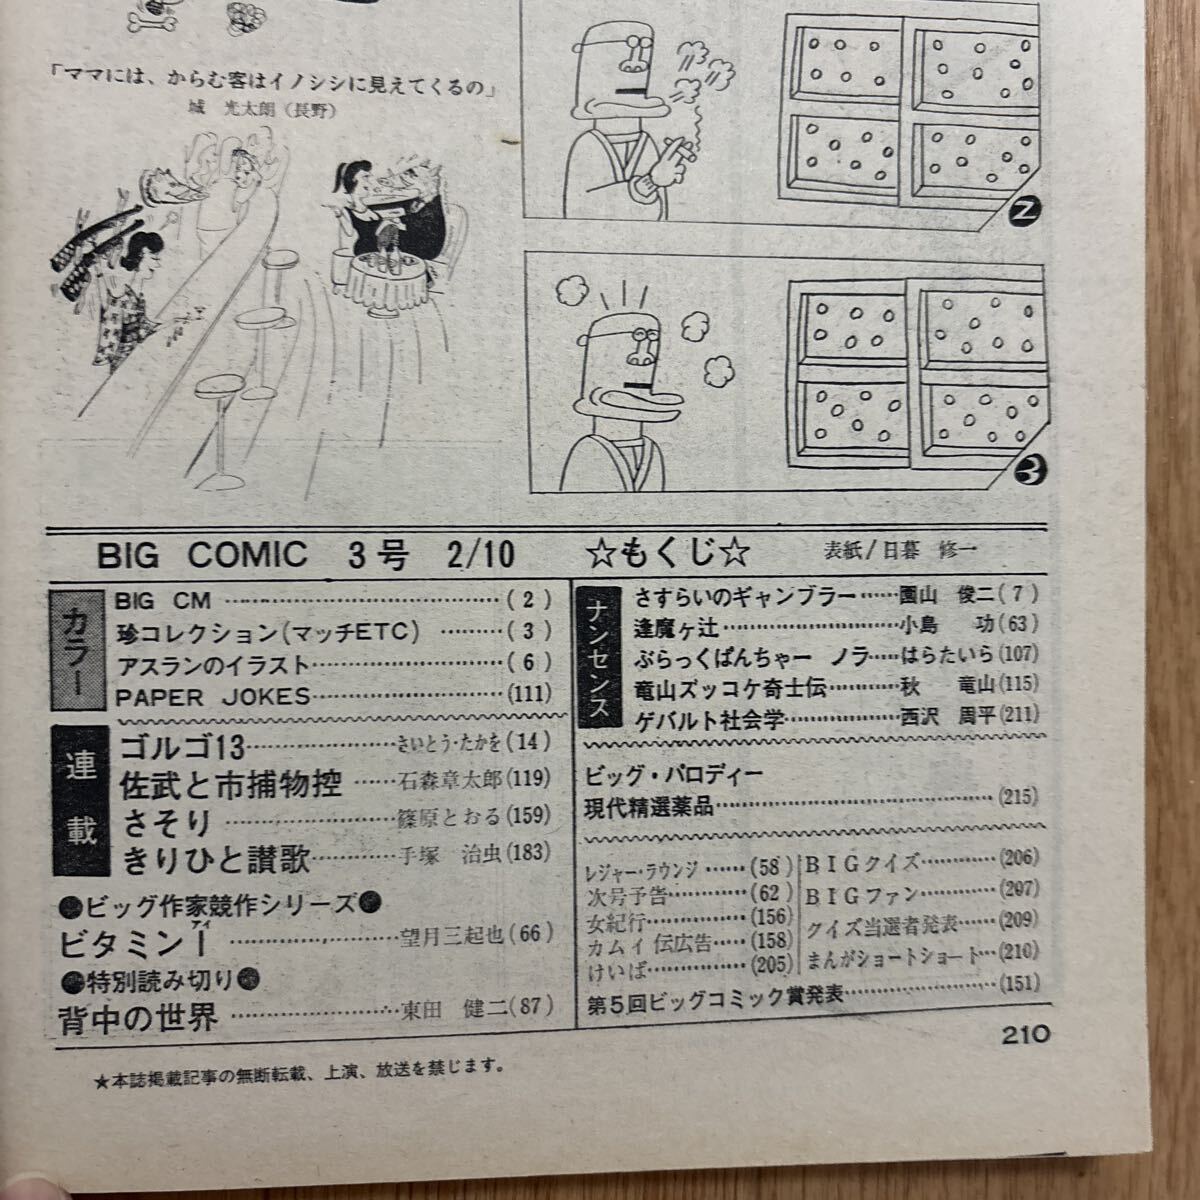 「ママには、からむ客はイノシシに見えてくるの」
城 光太朗(長野)
2
3
BIG COMIC 3号 2/10 ☆もくじ☆ 表紙/日暮 修一
カラー
BIG CM…………(2)
珍コレクション(マッチETC)………(3)
アスランのイラスト…………(6)
PAPER JOKES…………(111)
連載
ゴルゴ13…………さいとう・たかを(14)
佐武と市捕物控……石森章太郎(119)
さそり…………篠原とおる(159)
きりひと讃歌…………手塚 治虫(183)
●ビッグ作家競作シリーズ●
ビタミンI アイ…………望月三起也(66)
●特別読み切り●
背中の世界…………東田 健二(87)
ナンセンス
さすらいのギャンブラー……園山 俊二(7)
逢魔ヶ辻…………小島 功(63)
ぶらっくぱんちゃー ノラ……はらたいら(107)
竜山ズッコケ奇士伝…………秋 竜山(115)
ゲバルト社会学…………西沢 周平(211)
ビッグ・パロディー
現代精選薬品…………(215)
レジャー・ラウンジ……(58)
次号予告…………(62)
女紀行…………(156)
カムイ伝広告……(158)
けいば…………(205)
BIGクイズ…………(206)
BIGファン…………(207)
クイズ当選者発表……(209)
まんがショートショート…(210)
第5回ビッグコミック賞発表…………(151)
210
★本誌掲載記事の無断転載、上演、放送を禁じます。